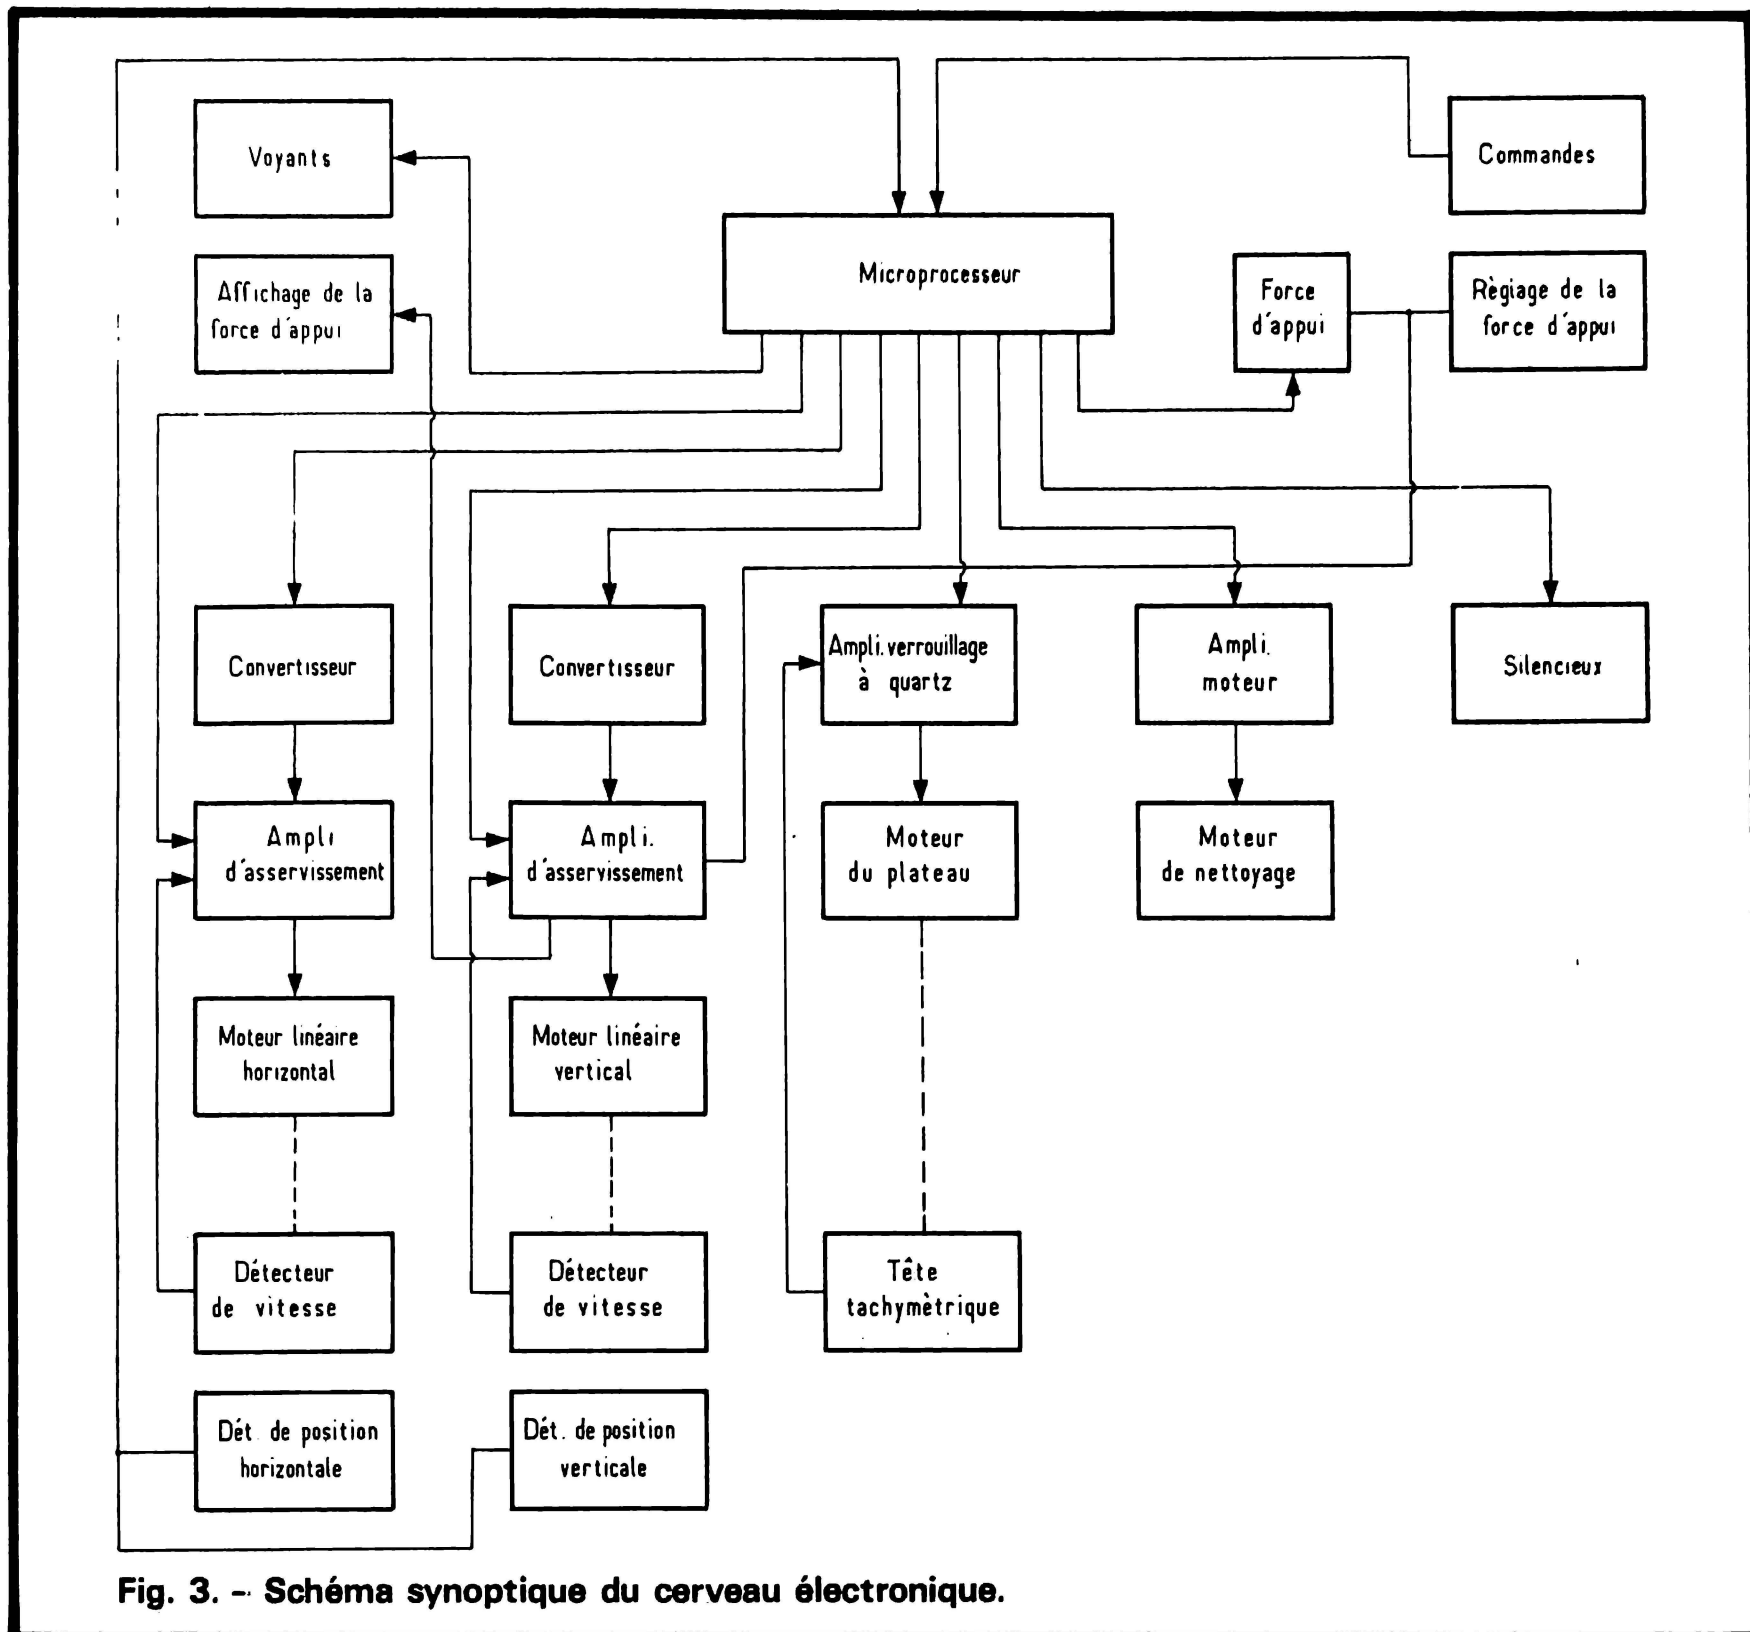 Voyants
Commandes
Microprocesseur
Affichage de la
force d'appui
Force
d'appui
Règiage de la
force d'appui
Convertisseur
Convertisseur
Ampli. verrouillage
à quartz
Ampli.
moteur
Silencieux
Ampli
d'asservissement
Ampli.
d'asservissement
Moteur
du plateau
Moteur
de nettoyage
Moteur linéaire
horizontal
Moteur linéaire
vertical
Détecteur
de vitesse
Détecteur
de vitesse
Tête
tachymètrique
Dét. de position
horizontale
Dét. de position
verticale
Fig. 3. – Schéma synoptique du cerveau électronique.